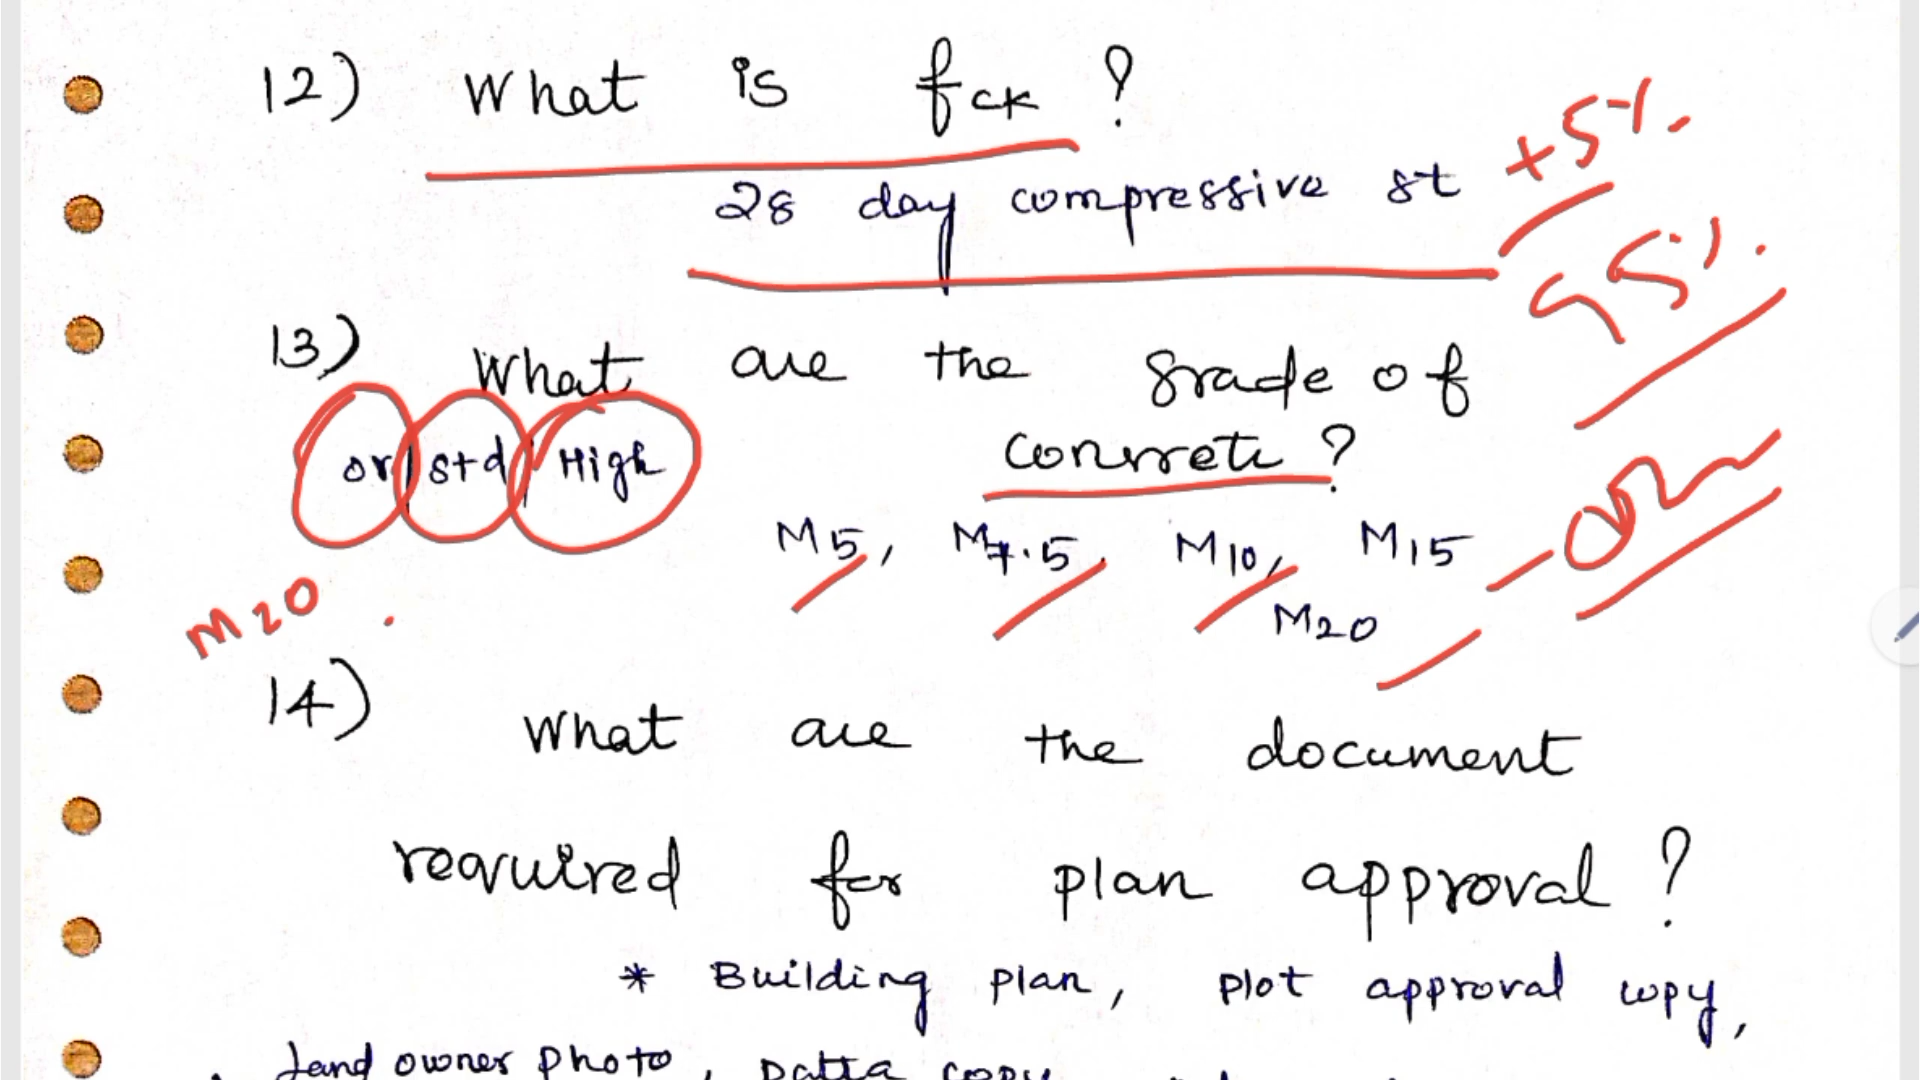 12) What is fck ?
28 day compressive st +5%.
95%.
13) What are the grade of
or| std| High concrete ?
M5, M7.5, M10, M15
M20 M20
14) What are the document
required for plan approval ?
* Building plan, plot approval copy,
land owner photo, patta copy